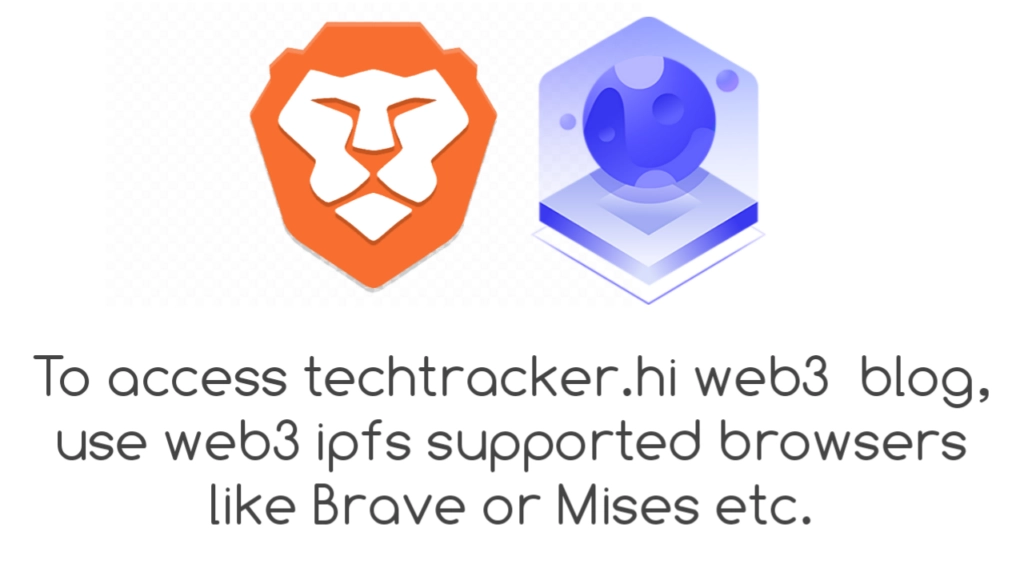 To access techtracker.hi web3  blog,
use web3 ipfs supported browsers
like Brave or Mises etc.